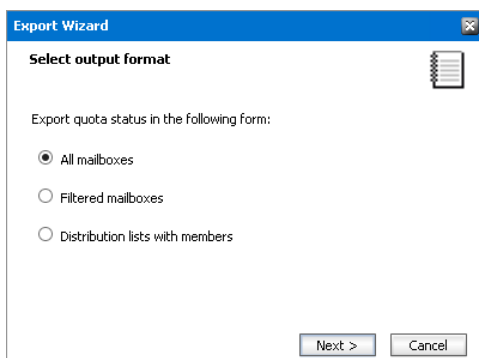 Export Wizard
Select output format
Export quota status in the following form:
All mailboxes
Filtered mailboxes
Distribution lists with members
Next >
Cancel